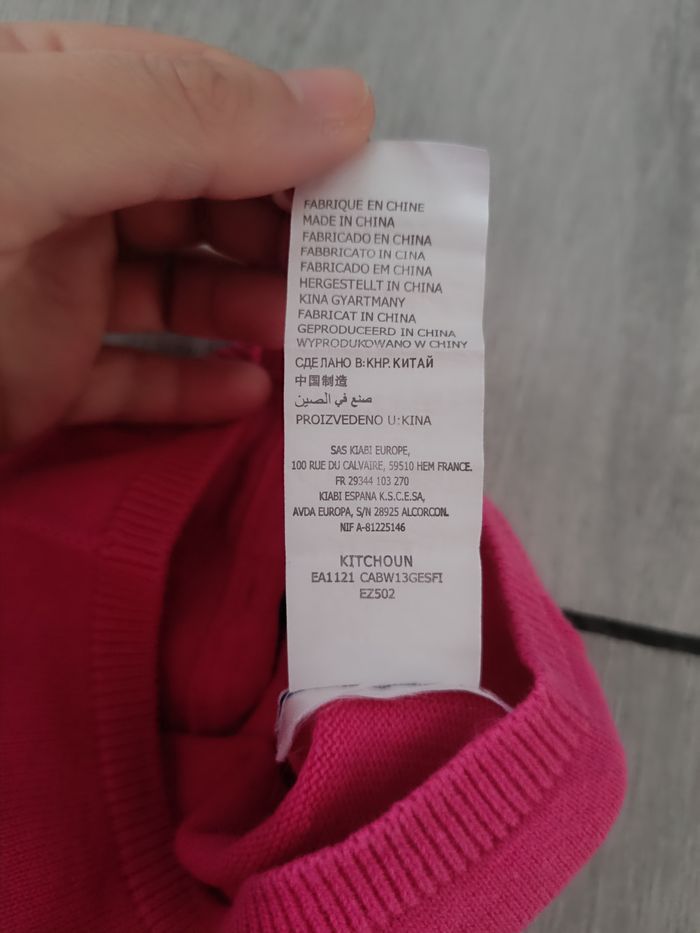 FABRIQUE EN CHINE
MADE IN CHINA
FABRICADO EN CHINA
FABBRICATO IN CINA
FABRICADO EM CHINA
HERGESTELLT IN CHINA
KINA GYARTMANY
FABRICAT IN CHINA
GEPRODUCEERD IN CHINA
WYPRODUKOWANO W CHINY
СДЕЛАНО В:КНР.КИТАЙ
中国制造
صنع في الصين
PROIZVEDENO U:KINA
SAS KIABI EUROPE,
100 RUE DU CALVAIRE, 59510 HEM FRANCE.
FR 29344 103 270
KIABI ESPANA K.S.C.E.SA,
AVDA EUROPA, S/N 28925 ALCORCON.
NIF A-81225146
KITCHOUN
EA1121 CABW13GESFI
EZ502